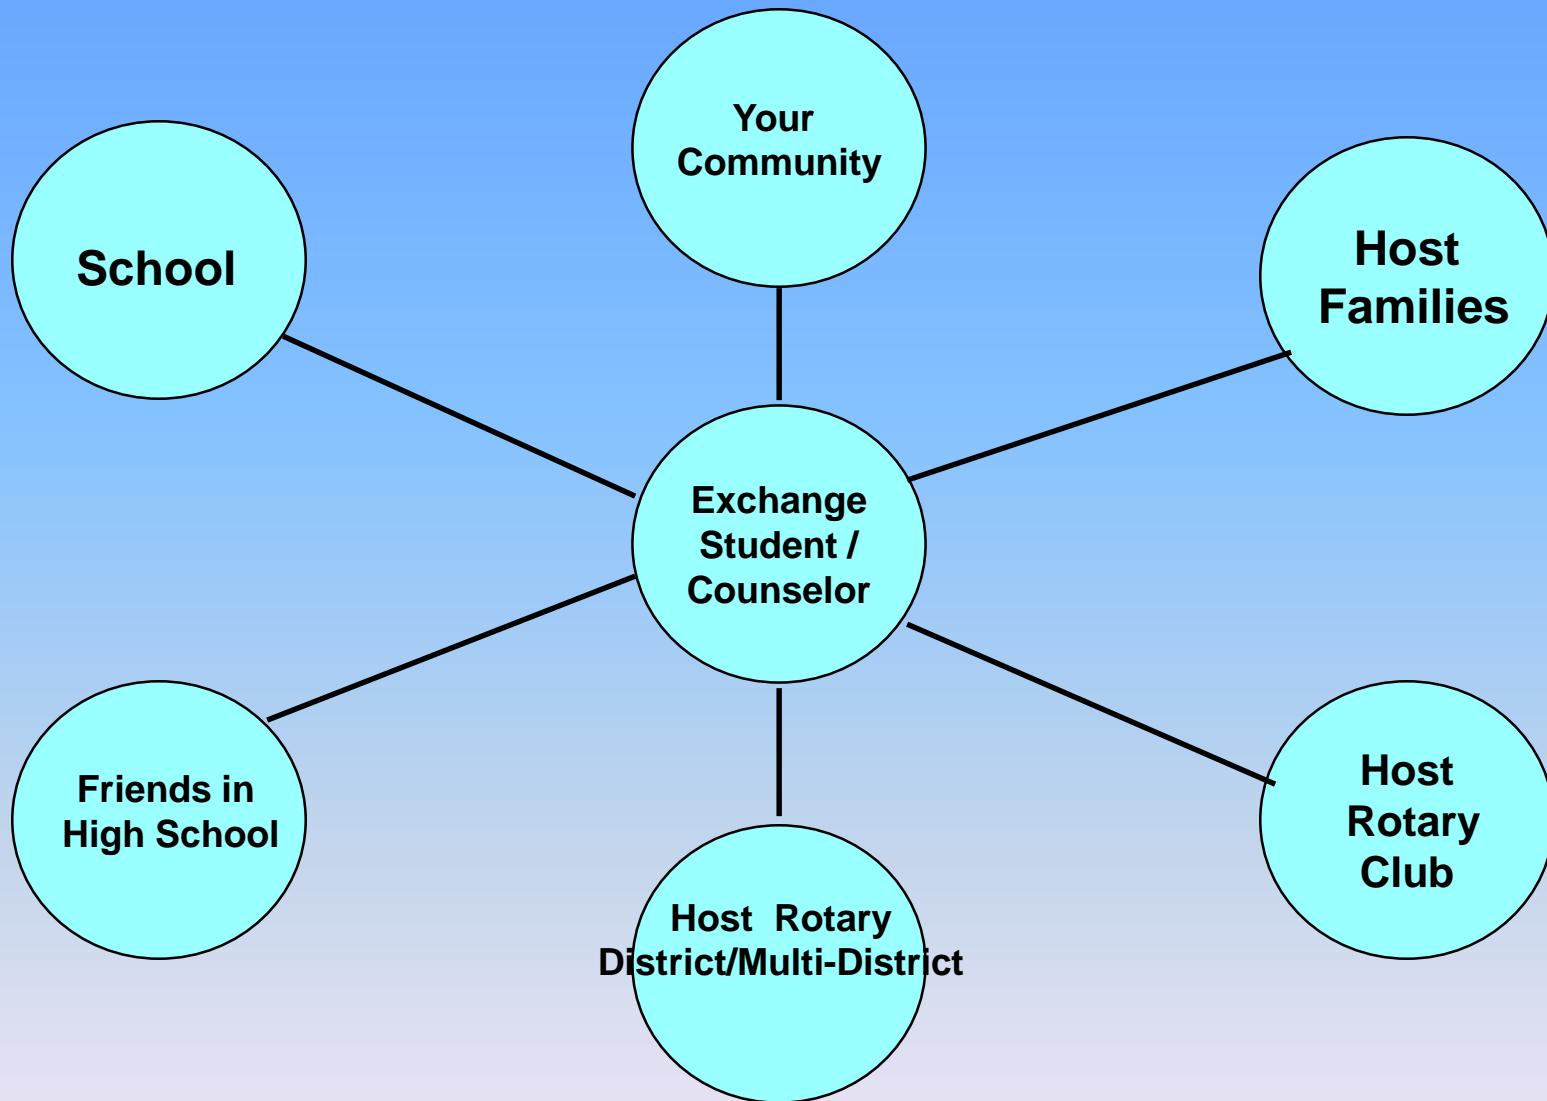 Your
Community
School
Host
Families
Exchange
Student /
Counselor
Friends in
High School
Host
Rotary
Club
Host  Rotary
District/Multi-District